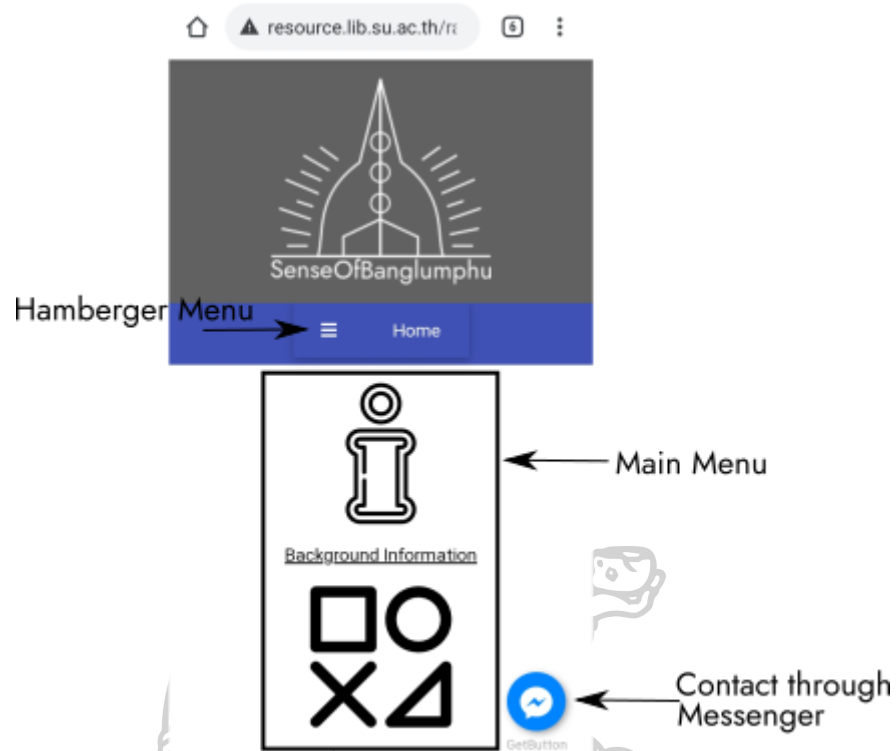 resource.lib.su.ac.th/ra
6
SenseOfBanglumphu
Hamberger Menu
Home
Main Menu
Background Information
Contact through
Messenger
GetButton